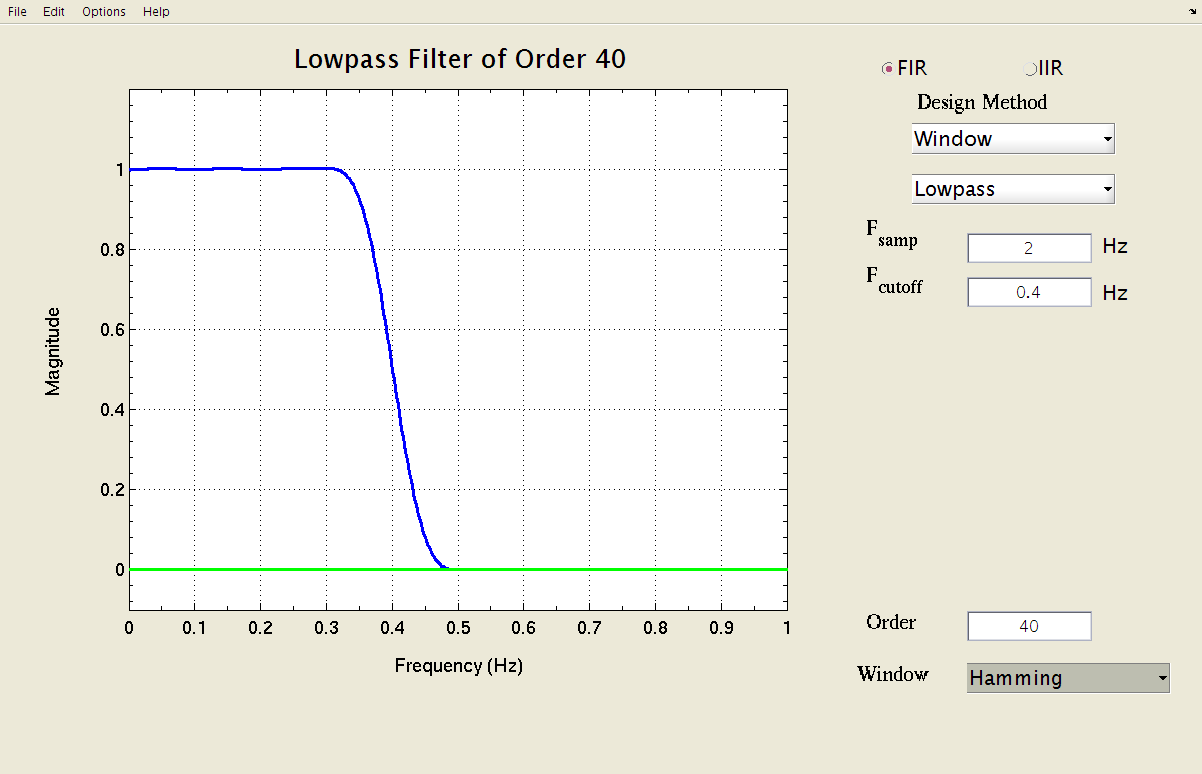 File Edit Options Help
Lowpass Filter of Order 40
FIR IIR
Design Method
Window
Lowpass
F samp 2 Hz
F cutoff 0.4 Hz
Magnitude
1
0.8
0.6
0.4
0.2
0
0 0.1 0.2 0.3 0.4 0.5 0.6 0.7 0.8 0.9 1
Frequency (Hz)
Order 40
Window Hamming